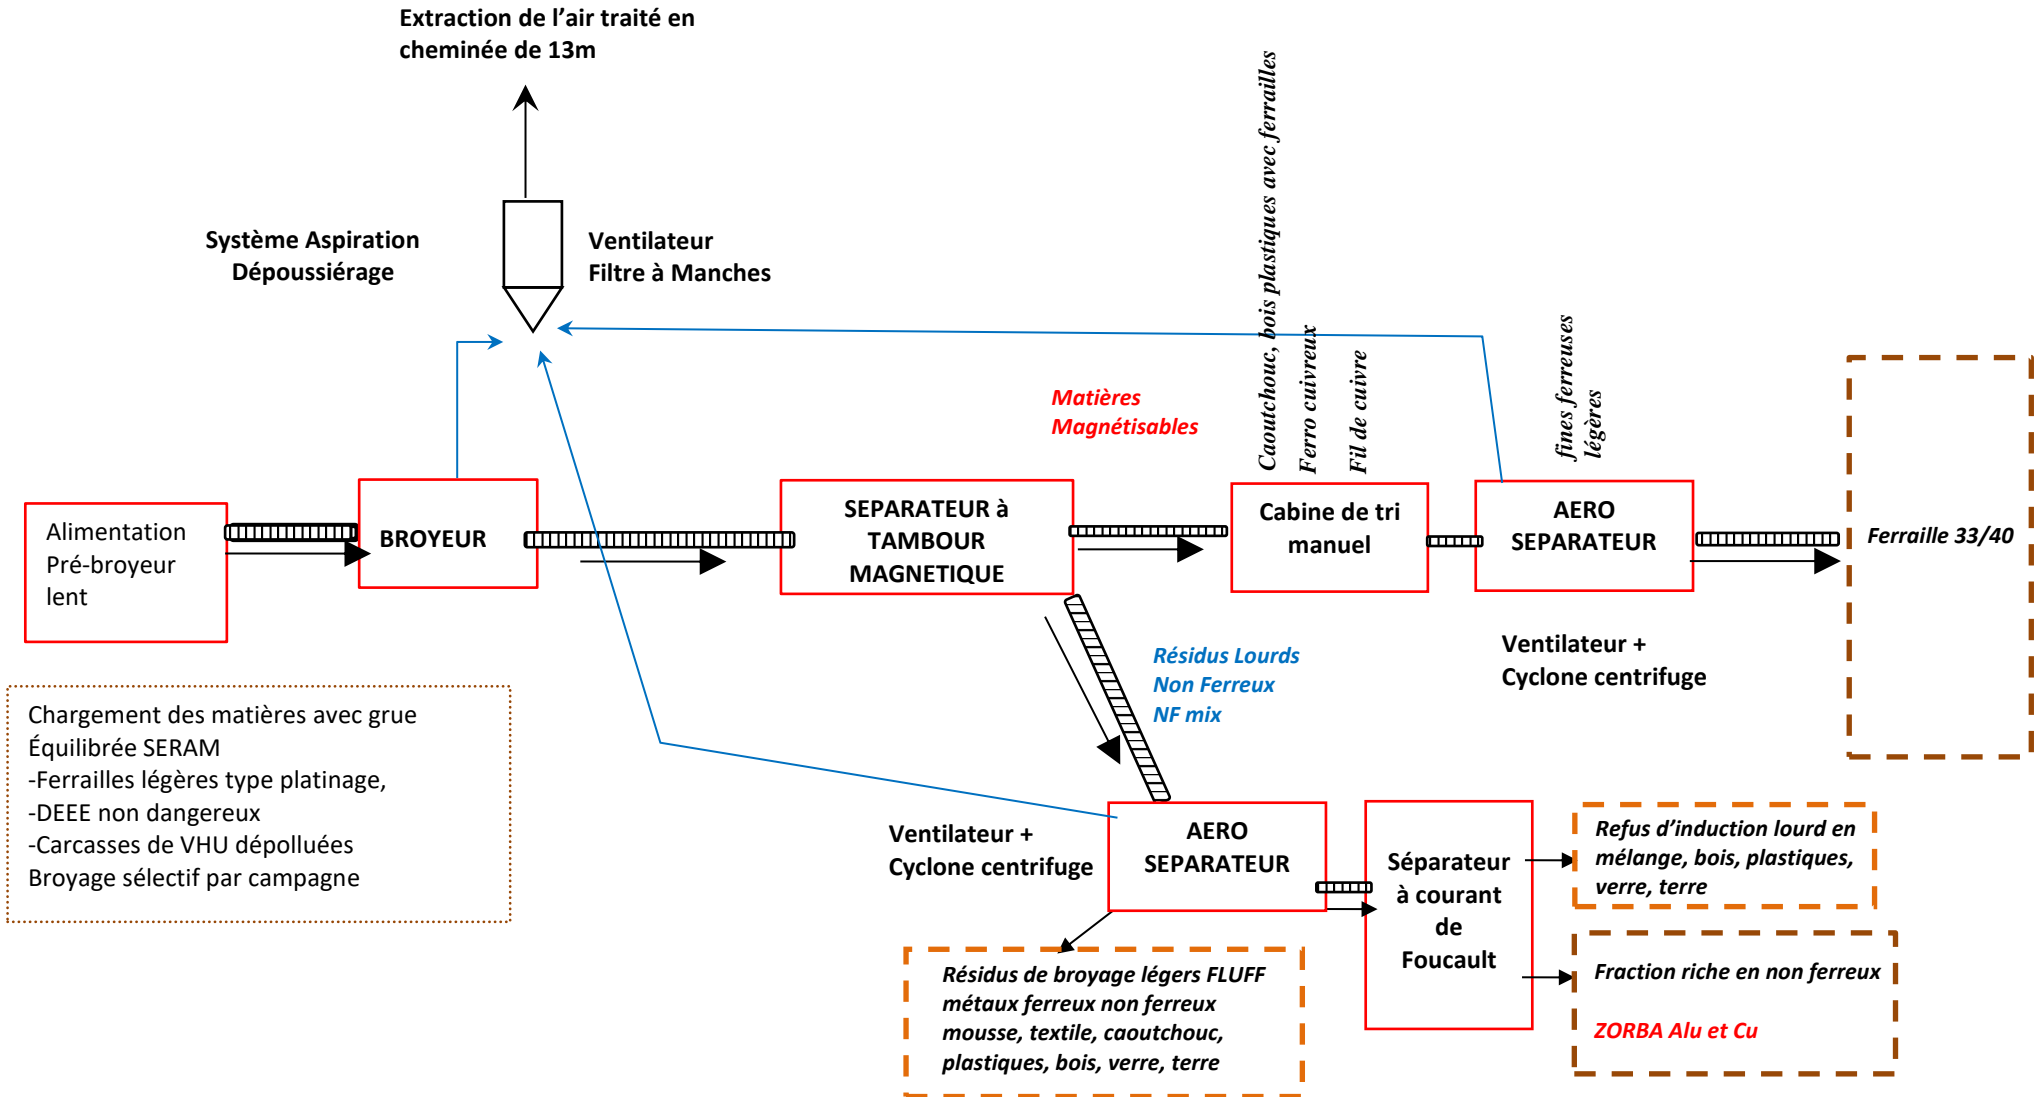 Extraction de l’air traité en
cheminée de 13m
Système Aspiration
Dépoussiérage
Ventilateur
Filtre à Manches
Caoutchouc, bois plastiques avec ferrailles
Ferro cuivreux
Fil de cuivre
fines ferreuses
légères
Matières
Magnétisables
Alimentation
Pré-broyeur
lent
BROYEUR
SEPARATEUR à
TAMBOUR
MAGNETIQUE
Cabine de tri
manuel
AERO
SEPARATEUR
Ferraille 33/40
Ventilateur +
Cyclone centrifuge
Résidus Lourds
Non Ferreux
NF mix
Chargement des matières avec grue
Équilibrée SERAM
-Ferrailles légères type platinage,
-DEEE non dangereux
-Carcasses de VHU dépolluées
Broyage sélectif par campagne
Ventilateur +
Cyclone centrifuge
AERO
SEPARATEUR
Séparateur
à courant
de
Foucault
Refus d’induction lourd en
mélange, bois, plastiques,
verre, terre
Fraction riche en non ferreux
ZORBA Alu et Cu
Résidus de broyage légers FLUFF
métaux ferreux non ferreux
mousse, textile, caoutchouc,
plastiques, bois, verre, terre